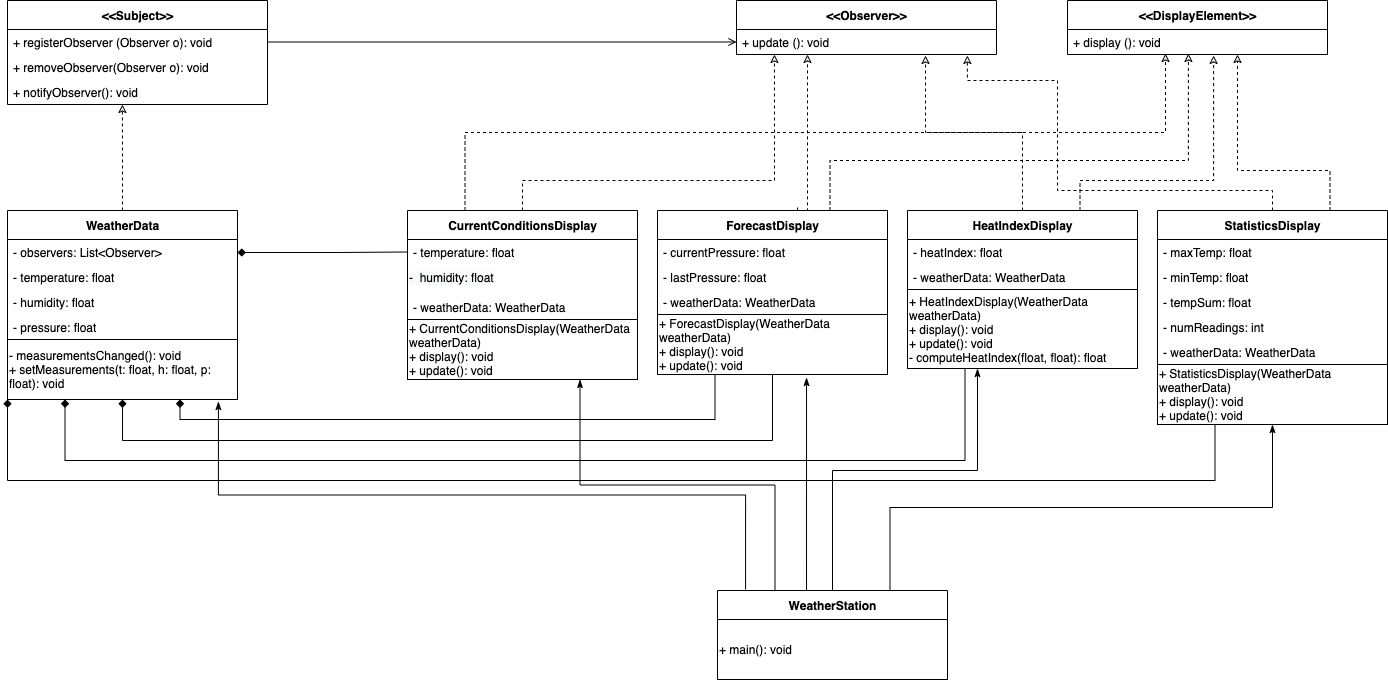 <<Subject>>
+ registerObserver (Observer o): void
+ removeObserver(Observer o): void
+ notifyObserver(): void
<<Observer>>
+ update (): void
<<DisplayElement>>
+ display (): void
WeatherData
- observers: List<Observer>
- temperature: float
- humidity: float
- pressure: float
- measurementsChanged(): void
+ setMeasurements(t: float, h: float, p:
float): void
CurrentConditionsDisplay
- temperature: float
- humidity: float
- weatherData: WeatherData
+ CurrentConditionsDisplay(WeatherData
weatherData)
+ display(): void
+ update(): void
ForecastDisplay
- currentPressure: float
- lastPressure: float
- weatherData: WeatherData
+ ForecastDisplay(WeatherData
weatherData)
+ display(): void
+ update(): void
HeatIndexDisplay
- heatIndex: float
- weatherData: WeatherData
+ HeatIndexDisplay(WeatherData
weatherData)
+ display(): void
+ update(): void
- computeHeatIndex(float, float): float
StatisticsDisplay
- maxTemp: float
- minTemp: float
- tempSum: float
- numReadings: int
- weatherData: WeatherData
+ StatisticsDisplay(WeatherData
weatherData)
+ display(): void
+ update(): void
WeatherStation
+ main(): void